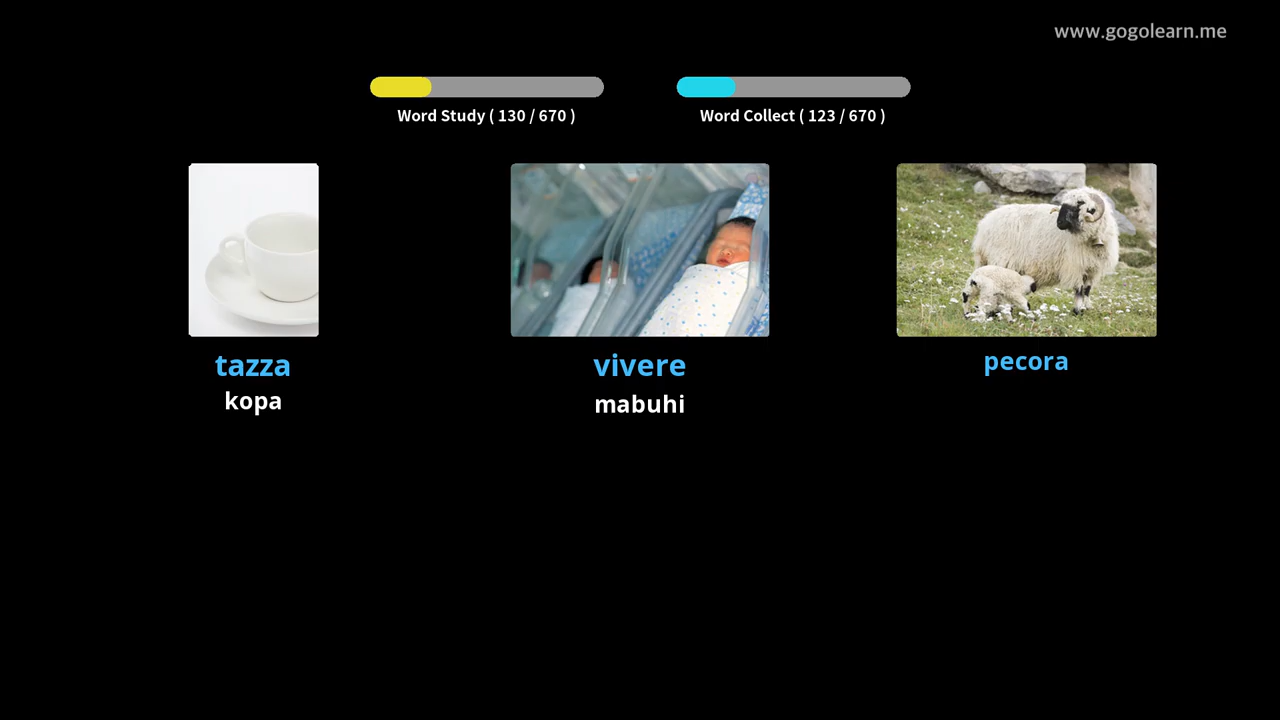 www.gogolearn.me
Word Study ( 130 / 670 )
Word Collect ( 123 / 670 )
tazza
kopa
vivere
mabuhi
pecora